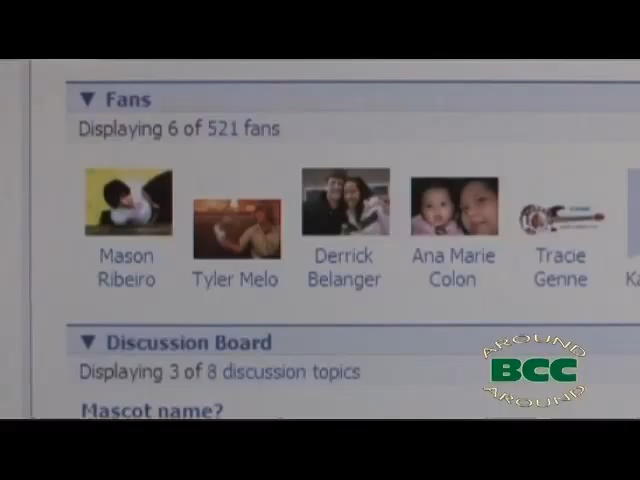 ▼ Fans
Displaying 6 of 521 fans
Mason Ribeiro
Tyler Melo
Derrick Belanger
Ana Marie Colon
Tracie Genne
▼ Discussion Board
Displaying 3 of 8 discussion topics
Mascot name?
AROUND
BCC
AROUND